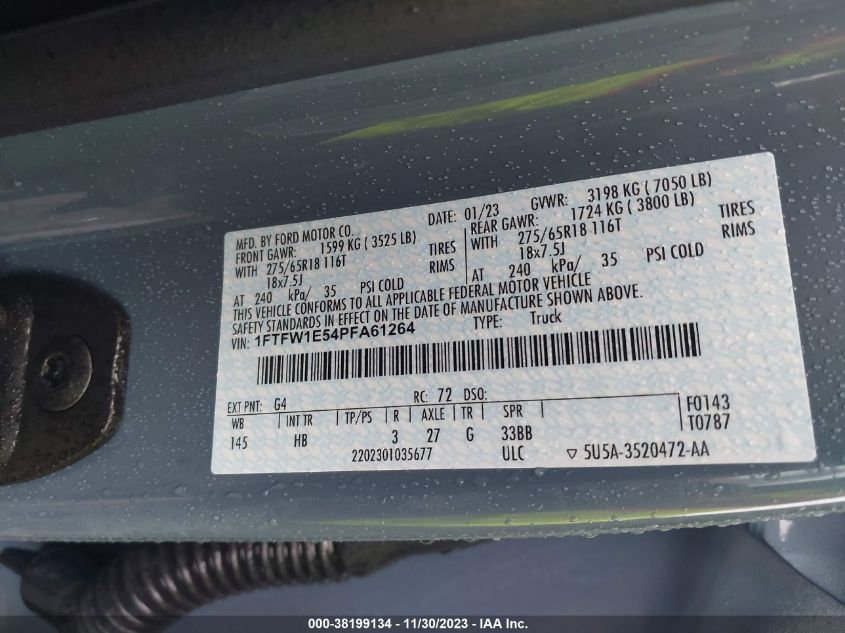 MFD. BY FORD MOTOR CO.
DATE: 01/23 GVWR: 3198 KG ( 7050 LB)
FRONT GAWR: 1599 KG ( 3525 LB)
WITH 275/65R18 116T TIRES
18x7.5J RIMS
AT 240 kPa/ 35 PSI COLD
REAR GAWR: 1724 KG ( 3800 LB)
WITH 275/65R18 116T TIRES
18x7.5J RIMS
AT 240 kPa/ 35 PSI COLD
THIS VEHICLE CONFORMS TO ALL APPLICABLE FEDERAL MOTOR VEHICLE
SAFETY STANDARDS IN EFFECT ON THE DATE OF MANUFACTURE SHOWN ABOVE.
VIN: 1FTFW1E54PFA61264 TYPE: Truck
EXT PNT: G4 RC: 72 DSO:
WB INT TR TP/PS R AXLE TR SPR
145 HB 3 27 G 33BB
F0143
T0787
2202301035677 ULC ▽ 5U5A-3520472-AA
000-38199134 - 11/30/2023 - IAA Inc.